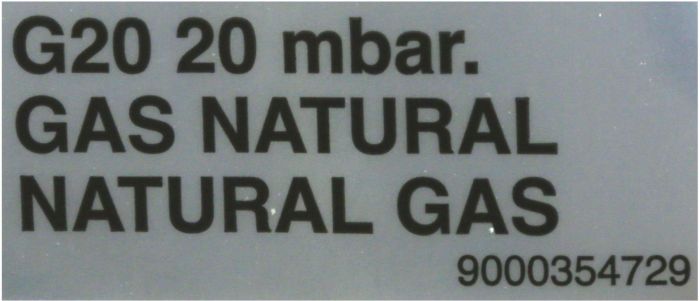 G20 20 mbar.
GAS NATURAL
NATURAL GAS
9000354729